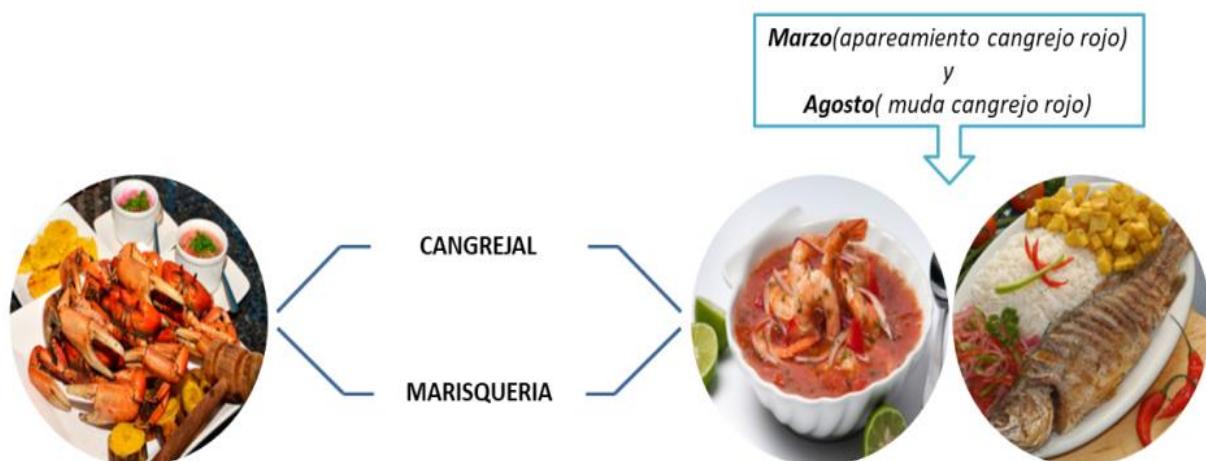 Marzo(apareamiento cangrejo rojo)
y
Agosto( muda cangrejo rojo)
CANGREJAL
MARISQUERIA